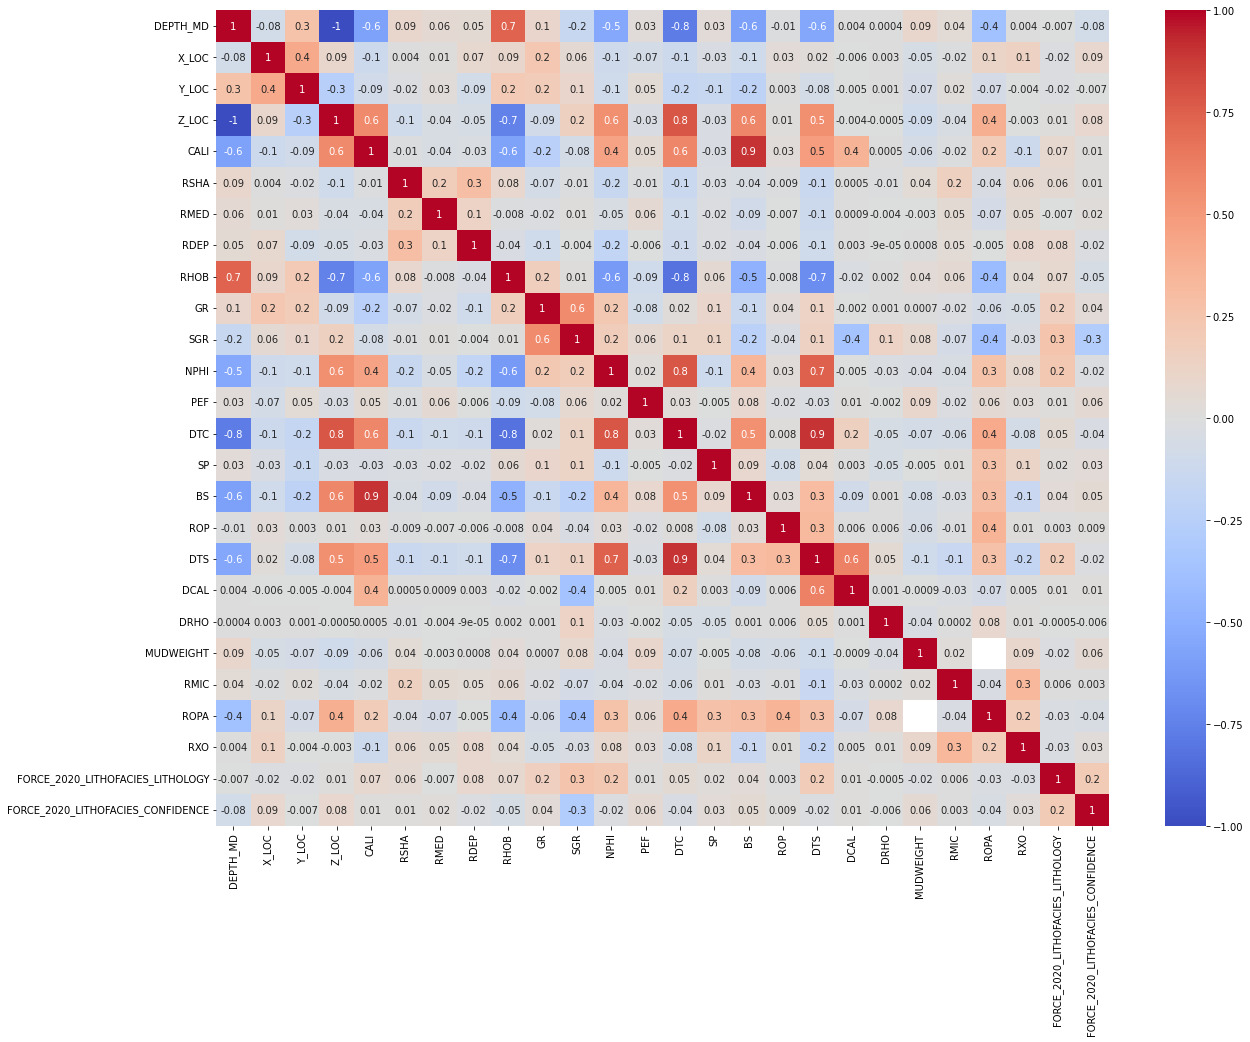 DEPTH_MD 1 -0.08 0.3 -1 -0.6 0.09 0.06 0.05 0.7 0.1 -0.2 -0.5 0.03 -0.8 0.03 -0.6 -0.01 -0.6 0.004 0.0004 0.09 0.04 -0.4 0.004 -0.007 -0.08
X_LOC -0.08 1 0.4 0.09 -0.1 0.004 0.01 0.07 0.09 0.2 0.06 -0.1 -0.07 -0.1 -0.03 -0.1 0.03 0.02 -0.006 0.003 -0.05 -0.02 0.1 0.1 -0.02 0.09
Y_LOC 0.3 0.4 1 -0.3 -0.09 -0.02 0.03 -0.09 0.2 0.2 0.1 -0.1 0.05 -0.2 -0.1 -0.2 0.003 -0.08 -0.005 0.001 -0.07 0.02 -0.07 -0.004 -0.02 -0.007
Z_LOC -1 0.09 -0.3 1 0.6 -0.1 -0.04 -0.05 -0.7 -0.09 0.2 0.6 -0.03 0.8 -0.03 0.6 0.01 0.5 -0.004 -0.0005 -0.09 -0.04 0.4 -0.003 0.01 0.08
CALI -0.6 -0.1 -0.09 0.6 1 -0.01 -0.04 -0.03 -0.6 -0.2 -0.08 0.4 0.05 0.6 -0.03 0.9 0.03 0.5 0.4 0.0005 -0.06 -0.02 0.2 -0.1 0.07 0.01
RSHA 0.09 0.004 -0.02 -0.1 -0.01 1 0.2 0.3 0.08 -0.07 -0.01 -0.2 -0.01 -0.1 -0.03 -0.04 -0.009 -0.1 0.0005 -0.01 0.04 0.2 -0.04 0.06 0.06 0.01
RMED 0.06 0.01 0.03 -0.04 -0.04 0.2 1 0.1 -0.008 -0.02 0.01 -0.05 0.06 -0.1 -0.02 -0.09 -0.007 -0.1 0.0009 -0.004 -0.003 0.05 -0.07 0.05 -0.007 0.02
RDEP 0.05 0.07 -0.09 -0.05 -0.03 0.3 0.1 1 -0.04 -0.1 -0.004 -0.2 -0.006 -0.1 -0.02 -0.04 -0.006 -0.1 0.003 -9e-05 0.0008 0.05 -0.005 0.08 0.08 -0.02
RHOB 0.7 0.09 0.2 -0.7 -0.6 0.08 -0.008 -0.04 1 0.2 0.01 -0.6 -0.09 -0.8 0.06 -0.5 -0.008 -0.7 -0.02 0.002 0.04 0.06 -0.4 0.04 0.07 -0.05
GR 0.1 0.2 0.2 -0.09 -0.2 -0.07 -0.02 -0.1 0.2 1 0.6 0.2 -0.08 0.02 0.1 -0.1 0.04 0.1 -0.002 0.001 0.0007 -0.02 -0.06 -0.05 0.2 0.04
SGR -0.2 0.06 0.1 0.2 -0.08 -0.01 0.01 -0.004 0.01 0.6 1 0.2 0.06 0.1 0.1 -0.2 -0.04 0.1 -0.4 0.1 0.08 -0.07 -0.4 -0.03 0.3 -0.3
NPHI -0.5 -0.1 -0.1 0.6 0.4 -0.2 -0.05 -0.2 -0.6 0.2 0.2 1 0.02 0.8 -0.1 0.4 0.03 0.7 -0.005 -0.03 -0.04 -0.04 0.3 0.08 0.2 -0.02
PEF 0.03 -0.07 0.05 -0.03 0.05 -0.01 0.06 -0.006 -0.09 -0.08 0.06 0.02 1 0.03 -0.005 0.08 -0.02 -0.03 0.01 -0.002 0.09 -0.02 0.06 0.03 0.01 0.06
DTC -0.8 -0.1 -0.2 0.8 0.6 -0.1 -0.1 -0.1 -0.8 0.02 0.1 0.8 0.03 1 -0.02 0.5 0.008 0.9 0.2 -0.05 -0.07 -0.06 0.4 -0.08 0.05 -0.04
SP 0.03 -0.03 -0.1 -0.03 -0.03 -0.03 -0.02 -0.02 0.06 0.1 0.1 -0.1 -0.005 -0.02 1 0.09 -0.08 0.04 0.003 -0.05 -0.005 0.01 0.3 0.1 0.02 0.03
BS -0.6 -0.1 -0.2 0.6 0.9 -0.04 -0.09 -0.04 -0.5 -0.1 -0.2 0.4 0.08 0.5 0.09 1 0.03 0.3 -0.09 0.001 -0.08 -0.03 0.3 -0.1 0.04 0.05
ROP -0.01 0.03 0.003 0.01 0.03 -0.009 -0.007 -0.006 -0.008 0.04 -0.04 0.03 -0.02 0.008 -0.08 0.03 1 0.3 0.006 0.006 -0.06 -0.01 0.4 0.01 0.003 0.009
DTS -0.6 0.02 -0.08 0.5 0.5 -0.1 -0.1 -0.1 -0.7 0.1 0.1 0.7 -0.03 0.9 0.04 0.3 0.3 1 0.6 0.05 -0.1 -0.1 0.3 -0.2 0.2 -0.02
DCAL 0.004 -0.006 -0.005 -0.004 0.4 0.0005 0.0009 0.003 -0.02 -0.002 -0.4 -0.005 0.01 0.2 0.003 -0.09 0.006 0.6 1 0.001 -0.0009 -0.03 -0.07 0.005 0.01 0.01
DRHO 0.0004 0.003 0.001 -0.0005 0.0005 -0.01 -0.004 -9e-05 0.002 0.001 0.1 -0.03 -0.002 -0.05 -0.05 0.001 0.006 0.05 0.001 1 -0.04 0.0002 0.08 0.01 -0.0005 -0.006
MUDWEIGHT 0.09 -0.05 -0.07 -0.09 -0.06 0.04 -0.003 0.0008 0.04 0.0007 0.08 -0.04 0.09 -0.07 -0.005 -0.08 -0.06 -0.1 -0.0009 -0.04 1 0.02 0.09 -0.02 0.06
RMIC 0.04 -0.02 0.02 -0.04 -0.02 0.2 0.05 0.05 0.06 -0.02 -0.07 -0.04 -0.02 -0.06 0.01 -0.03 -0.01 -0.1 -0.03 0.0002 0.02 1 -0.04 0.3 0.006 0.003
ROPA -0.4 0.1 -0.07 0.4 0.2 -0.04 -0.07 -0.005 -0.4 -0.06 -0.4 0.3 0.06 0.4 0.3 0.3 0.4 0.3 -0.07 0.08 -0.04 1 0.2 -0.03 -0.04
RXO 0.004 0.1 -0.004 -0.003 -0.1 0.06 0.05 0.08 0.04 -0.05 -0.03 0.08 0.03 -0.08 0.1 -0.1 0.01 -0.2 0.005 0.01 0.09 0.3 0.2 1 -0.03 0.03
FORCE_2020_LITHOFACIES_LITHOLOGY -0.007 -0.02 -0.02 0.01 0.07 0.06 -0.007 0.08 0.07 0.2 0.3 0.2 0.01 0.05 0.02 0.04 0.003 0.2 0.01 -0.0005 -0.02 0.006 -0.03 -0.03 1 0.2
FORCE_2020_LITHOFACIES_CONFIDENCE -0.08 0.09 -0.007 0.08 0.01 0.01 0.02 -0.02 -0.05 0.04 -0.3 -0.02 0.06 -0.04 0.03 0.05 0.009 -0.02 0.01 -0.006 0.06 0.003 -0.04 0.03 0.2 1
DEPTH_MD X_LOC Y_LOC Z_LOC CALI RSHA RMED RDEP RHOB GR SGR NPHI PEF DTC SP BS ROP DTS DCAL DRHO MUDWEIGHT RMIC ROPA RXO FORCE_2020_LITHOFACIES_LITHOLOGY FORCE_2020_LITHOFACIES_CONFIDENCE
1.00
0.75
0.50
0.25
0.00
−0.25
−0.50
−0.75
−1.00